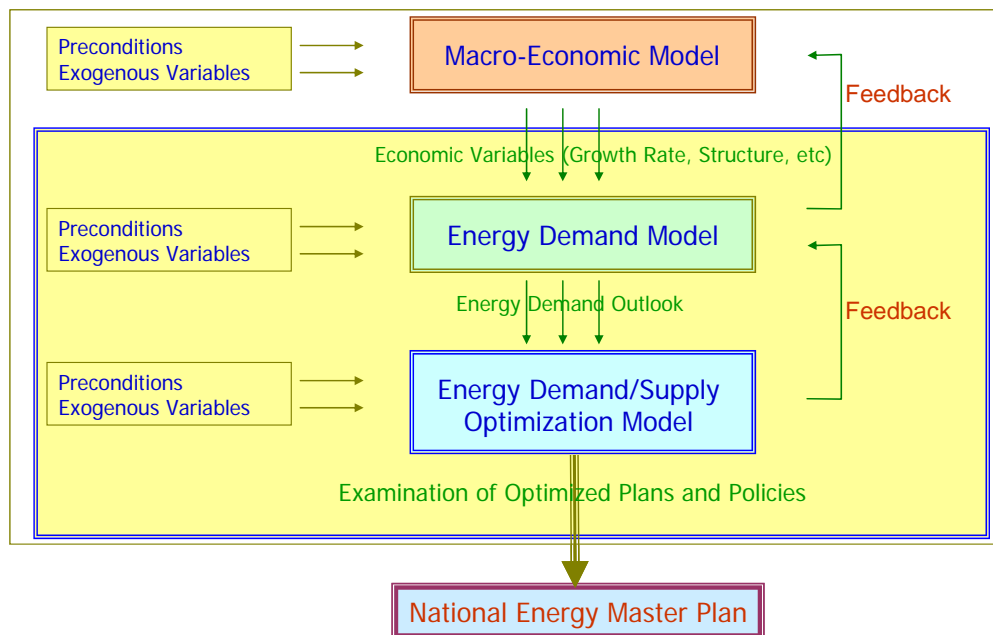 Preconditions
Exogenous Variables
Macro-Economic Model
Feedback
Economic Variables (Growth Rate, Structure, etc)
Preconditions
Exogenous Variables
Energy Demand Model
Energy Demand Outlook
Feedback
Preconditions
Exogenous Variables
Energy Demand/Supply
Optimization Model
Examination of Optimized Plans and Policies
National Energy Master Plan